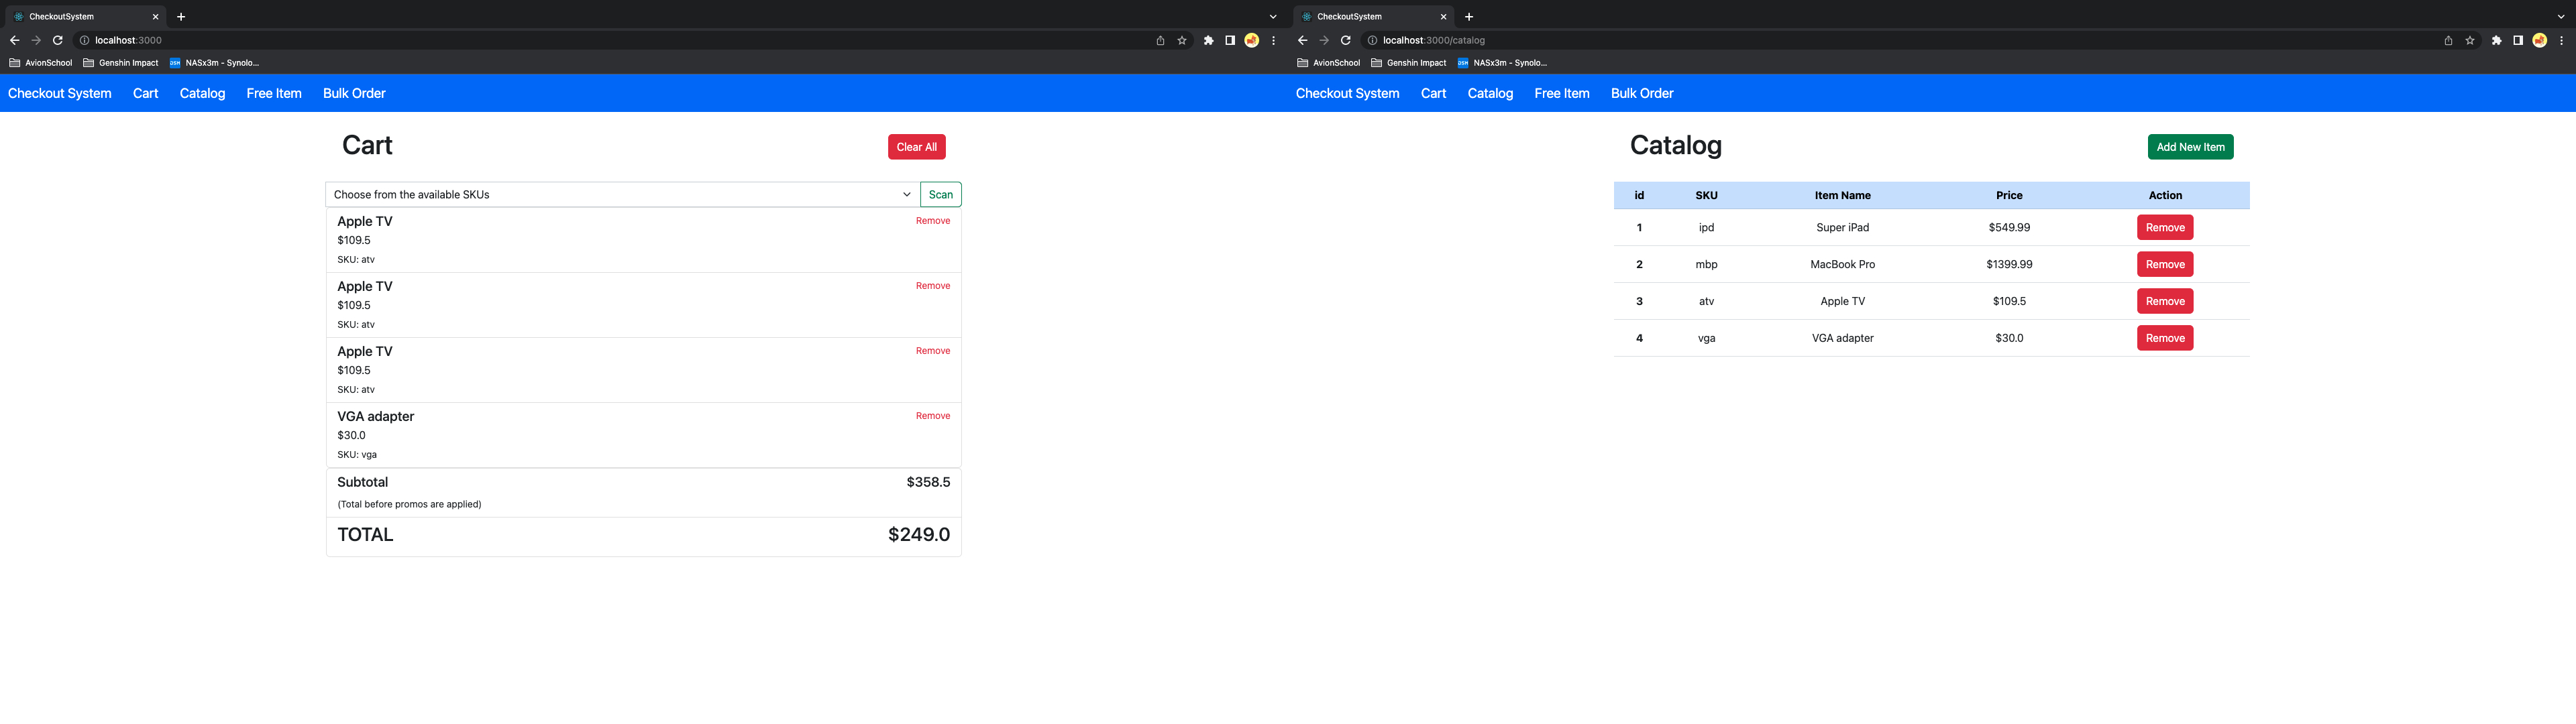 CheckoutSystem
localhost:3000
AvionSchool Genshin Impact NASx3m - Synolo...
Checkout System Cart Catalog Free Item Bulk Order
Cart
Clear All
Choose from the available SKUs Scan
Apple TV Remove
$109.5
SKU: atv
Apple TV Remove
$109.5
SKU: atv
Apple TV Remove
$109.5
SKU: atv
VGA adapter Remove
$30.0
SKU: vga
Subtotal $358.5
(Total before promos are applied)
TOTAL $249.0
CheckoutSystem
localhost:3000/catalog
AvionSchool Genshin Impact NASx3m - Synolo...
Checkout System Cart Catalog Free Item Bulk Order
Catalog
Add New Item
id SKU Item Name Price Action
1 ipd Super iPad $549.99 Remove
2 mbp MacBook Pro $1399.99 Remove
3 atv Apple TV $109.5 Remove
4 vga VGA adapter $30.0 Remove